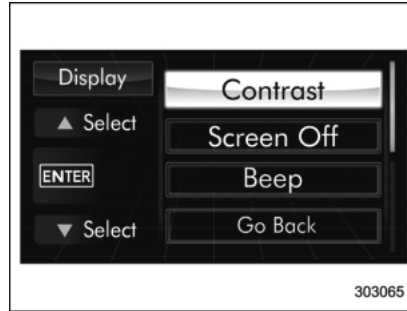 Display
▲ Select
ENTER
▼ Select
Contrast
Screen Off
Beep
Go Back
303065